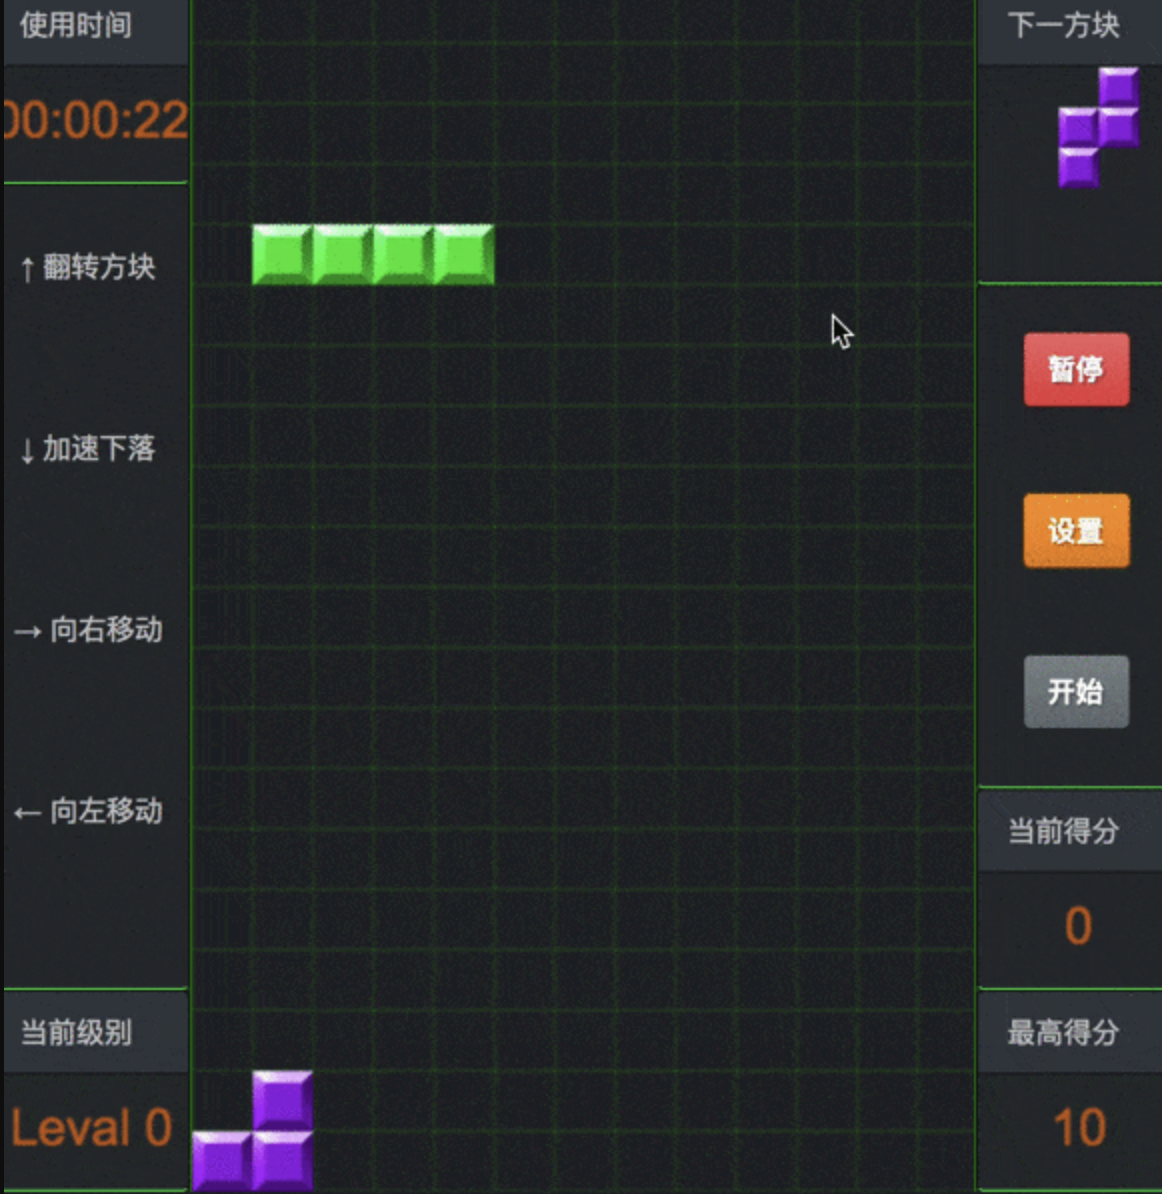 使用时间
00:00:22
↑ 翻转方块
↓ 加速下落
→ 向右移动
← 向左移动
当前级别
Leval 0
下一方块
暂停
设置
开始
当前得分
0
最高得分
10